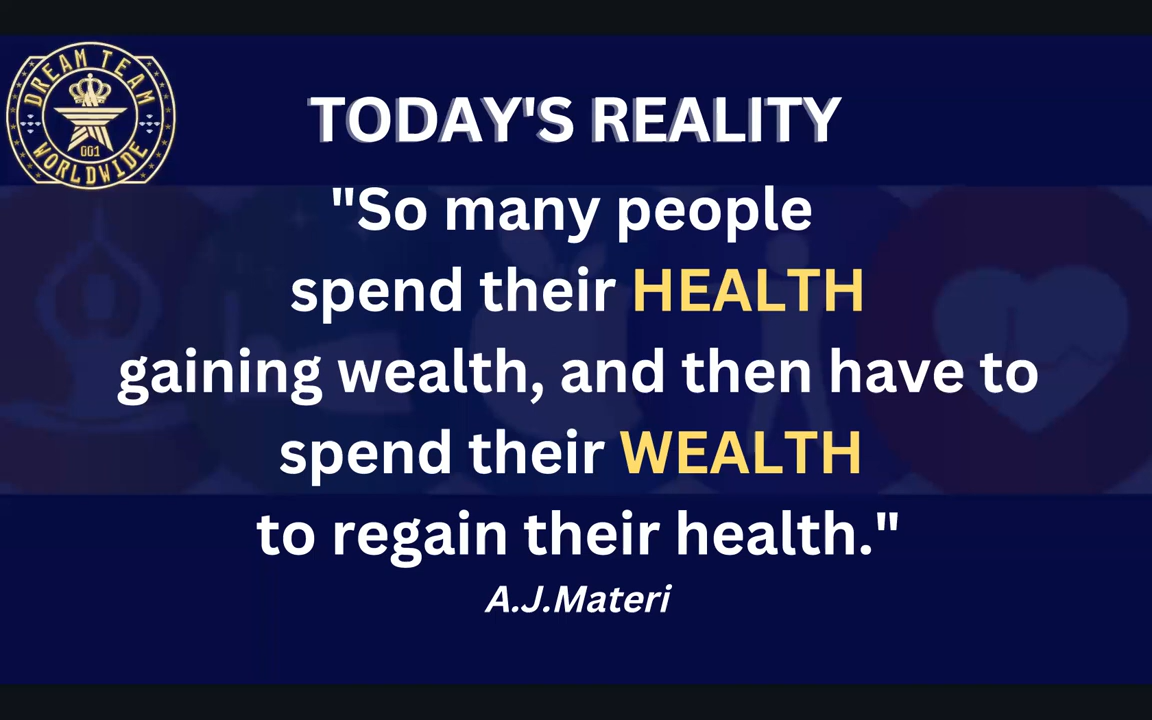 DREAM TEAM
001
WORLDWIDE
TODAY'S REALITY
"So many people
spend their HEALTH
gaining wealth, and then have to
spend their WEALTH
to regain their health."
A.J.Materi